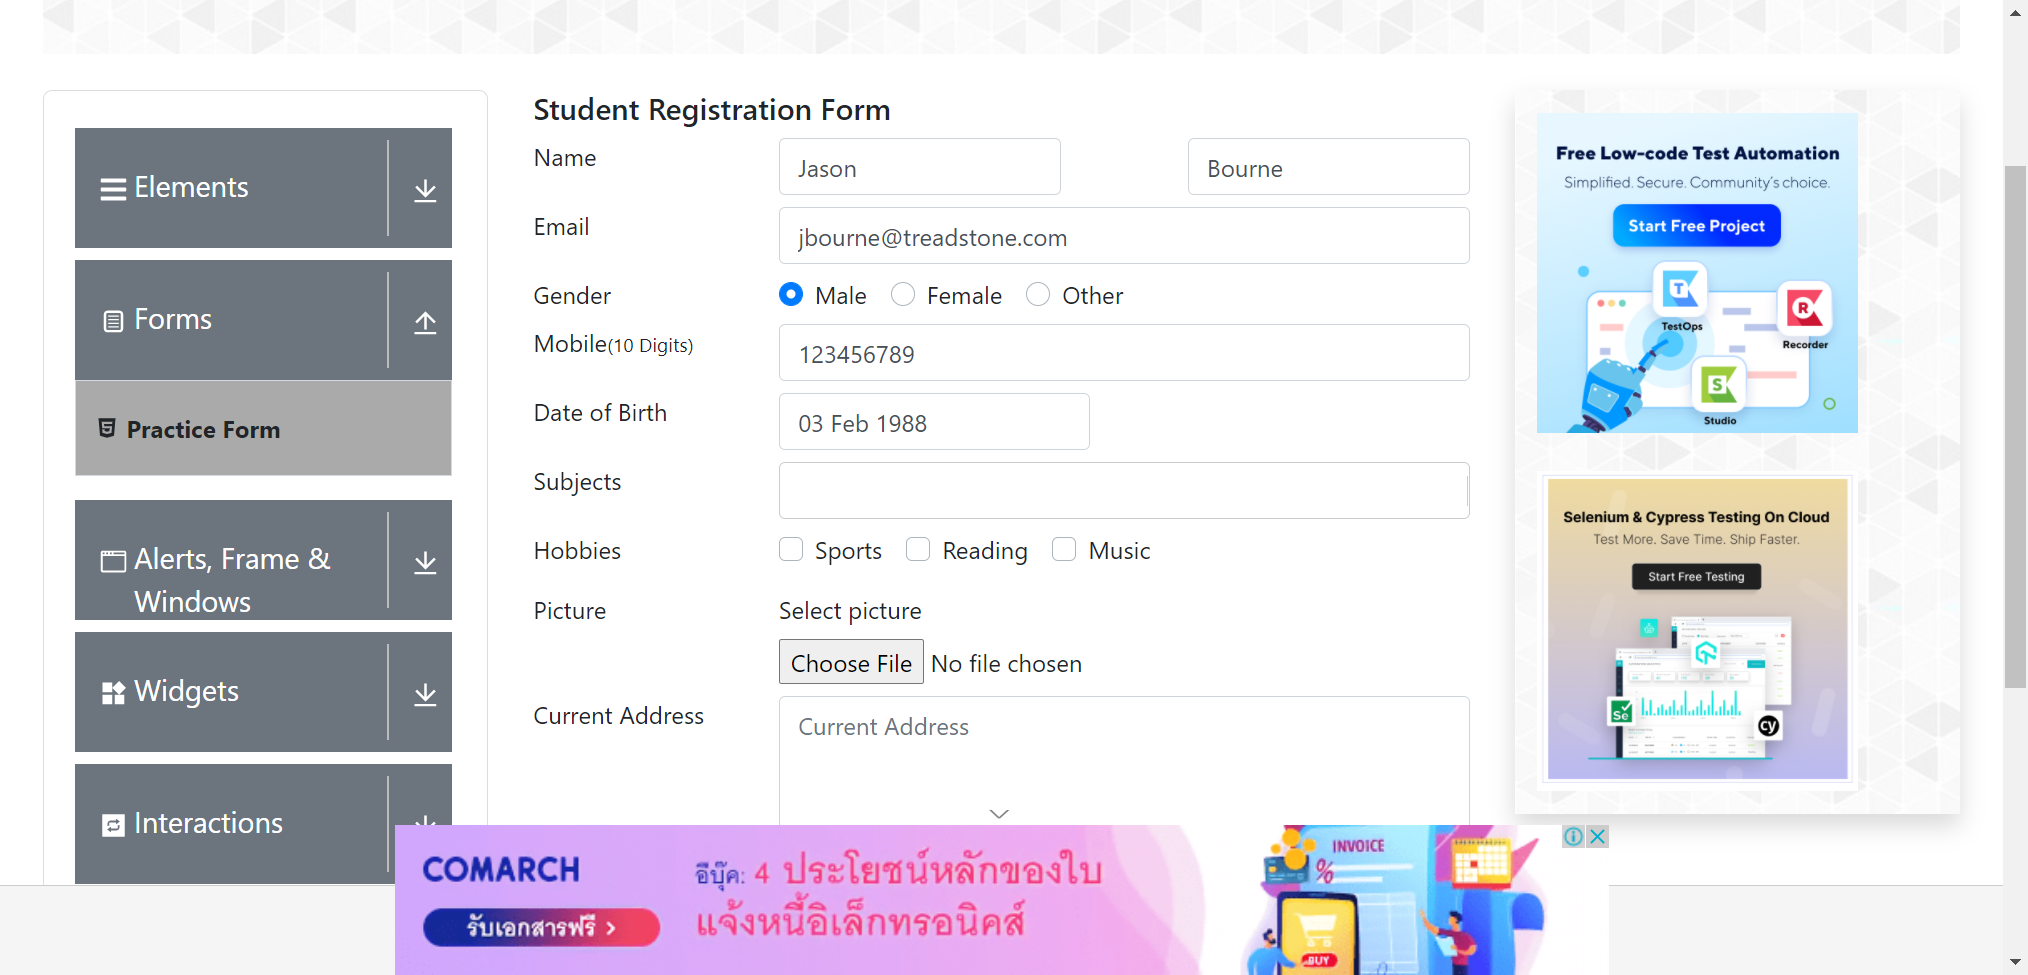 Elements
Forms
Practice Form
Alerts, Frame &
Windows
Widgets
Interactions
Student Registration Form
Name
Jason
Bourne
Email
jbourne@treadstone.com
Gender
Male
Female
Other
Mobile(10 Digits)
123456789
Date of Birth
03 Feb 1988
Subjects
Hobbies
Sports
Reading
Music
Picture
Select picture
Choose File
No file chosen
Current Address
Current Address
Free Low-code Test Automation
Simplified. Secure. Community's choice.
Start Free Project
TestOps
Recorder
Studio
Selenium & Cypress Testing On Cloud
Test More. Save Time. Ship Faster.
Start Free Testing
Se
cy
COMARCH
รับเอกสารฟรี >
อีบุ๊ค: 4 ประโยชน์หลักของใบ
แจ้งหนี้อิเล็กทรอนิคส์
INVOICE
%
BUY